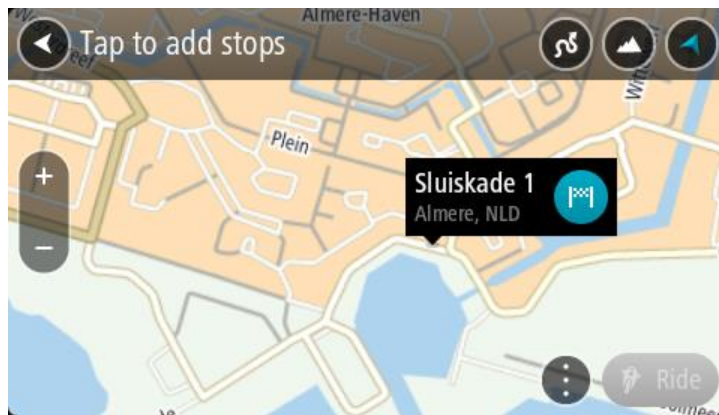 Almere-Haven
Tap to add stops
Plein
Sluiskade 1
Almere, NLD
+
−
Ride